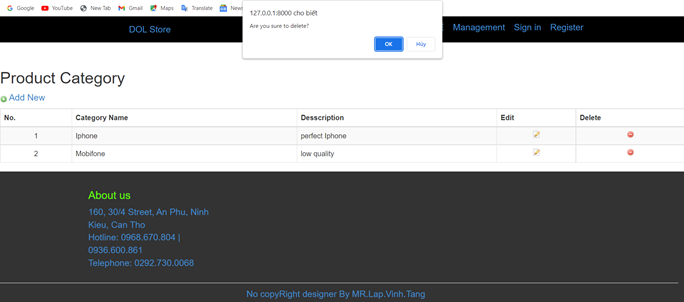 Google YouTube New Tab Gmail Maps Translate New
127.0.0.1:8000 cho biết
Are you sure to delete?
OK Hủy
DOL Store Management Sign in Register
Product Category
Add New
No. Category Name Desscription Edit Delete
1 Iphone perfect Iphone
2 Mobifone low quality
About us
160, 30/4 Street, An Phu, Ninh
Kieu, Can Tho
Hotline: 0968.670.804 |
0936.600.861
Telephone: 0292.730.0068
No copyRight designer By MR.Lap.Vinh.Tang